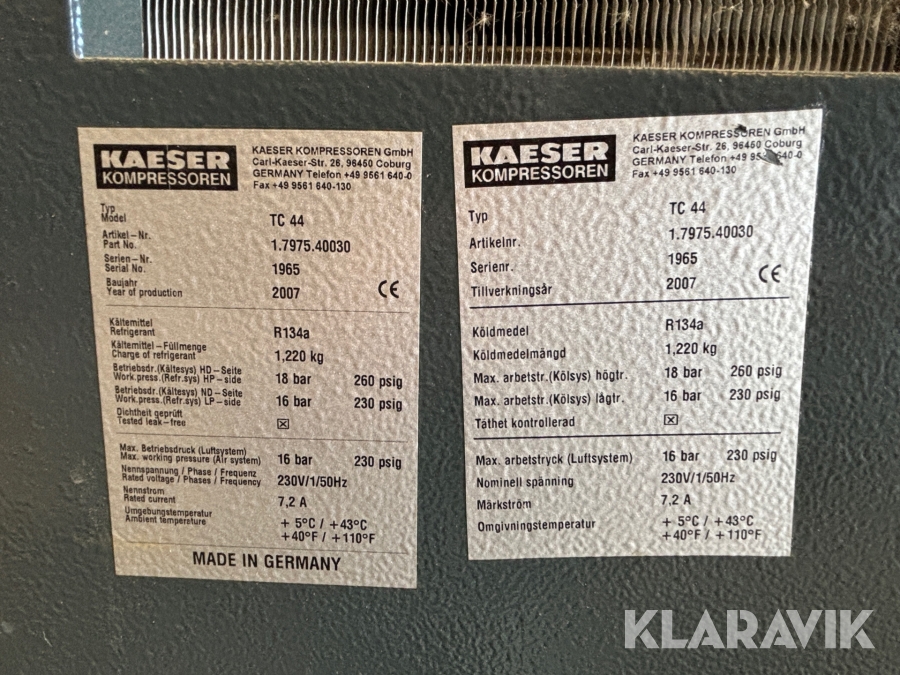 KAESER
KOMPRESSOREN
KAESER KOMPRESSOREN GmbH
Carl-Kaeser-Str. 26, 96450 Coburg
GERMANY Telefon +49 9561 640-0
Fax +49 9561 640-130
Typ
Model TC 44
Artikel-Nr.
Part No. 1.7975.40030
Serien-Nr.
Serial No. 1965
Baujahr
Year of production 2007 CE
Kältemittel
Refrigerant R134a
Kältemittel-Füllmenge
Charge of refrigerant 1,220 kg
Betriebsdr.(Kältesys) HD-Seite
Work.press.(Refr.sys) HP-side 18 bar 260 psig
Betriebsdr.(Kältesys) ND-Seite
Work.press.(Refr.sys) LP-side 16 bar 230 psig
Dichtheit geprüft
Tested leak-free ☒
Max. Betriebsdruck (Luftsystem)
Max. working pressure (Air system) 16 bar 230 psig
Nennspannung / Phase / Frequenz
Rated voltage / Phases / Frequency 230V/1/50Hz
Nennstrom
Rated current 7,2 A
Umgebungstemperatur
Ambient temperature + 5°C / +43°C
+40°F / +110°F
MADE IN GERMANY
KAESER
KOMPRESSOREN
KAESER KOMPRESSOREN GmbH
Carl-Kaeser-Str. 26, 96450 Coburg
GERMANY Telefon +49 9561 640-0
Fax +49 9561 640-130
Typ TC 44
Artikelnr. 1.7975.40030
Serienr. 1965
Tillverkningsår 2007 CE
Köldmedel R134a
Köldmedelmängd 1,220 kg
Max. arbetstr.(Kölsys) högtr. 18 bar 260 psig
Max. arbetstr.(Kölsys) lågtr. 16 bar 230 psig
Täthet kontrollerad ☒
Max. arbetstryck (Luftsystem) 16 bar 230 psig
Nominell spänning 230V/1/50Hz
Märkström 7,2 A
Omgivningstemperatur + 5°C / +43°C
+40°F / +110°F
KLARAVIK